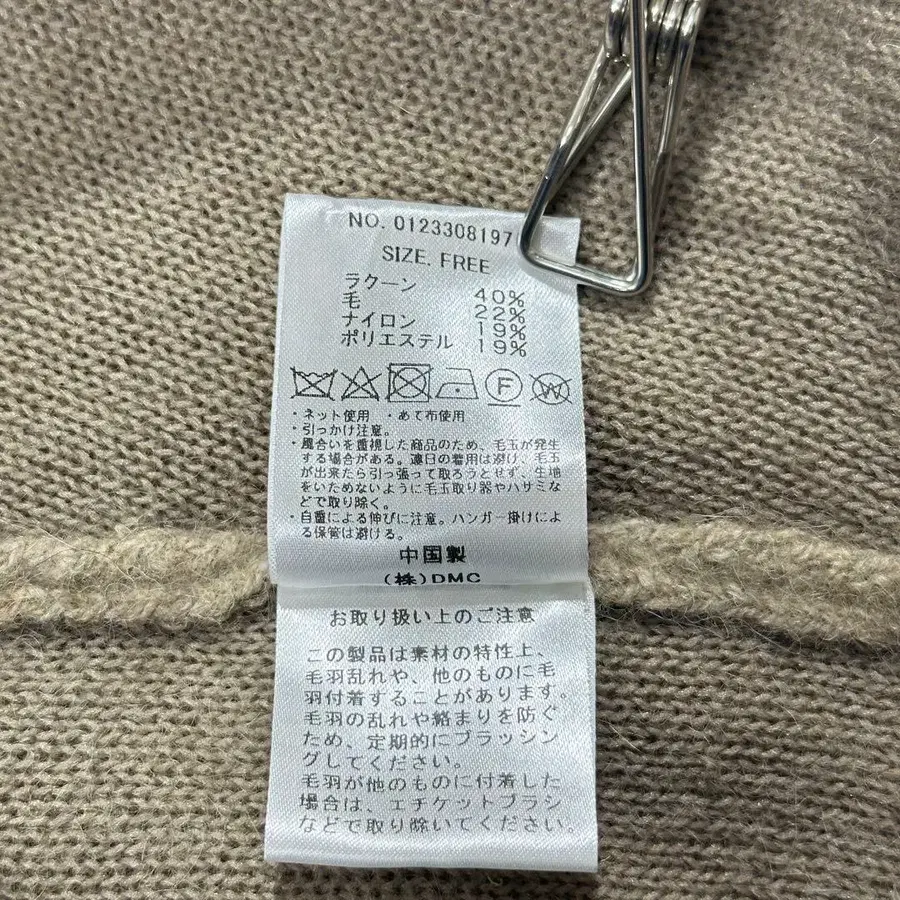 NO. 0123308197
SIZE. FREE
ラクーン 40%
毛 22%
ナイロン 19%
ポリエステル 19%
F W
・ネット使用 ・あて布使用
・引っかけ注意。
・風合いを重視した商品のため、毛玉が発生
する場合がある。連日の着用は避け、毛玉
が出来たら引っ張って取ろうとせず、生地
をいためないように毛玉取り器やハサミな
どで取り除く。
・自重による伸びに注意。ハンガー掛けによ
る保管は避ける。
中国製
(株)DMC
お取り扱い上のご注意
この製品は素材の特性上、
毛羽乱れや、他のものに毛
羽付着することがあります。
毛羽の乱れや絡まりを防ぐ
ため、定期的にブラッシン
グしてください。
毛羽が他のものに付着した
場合は、エチケットブラシ
などで取り除いてください。